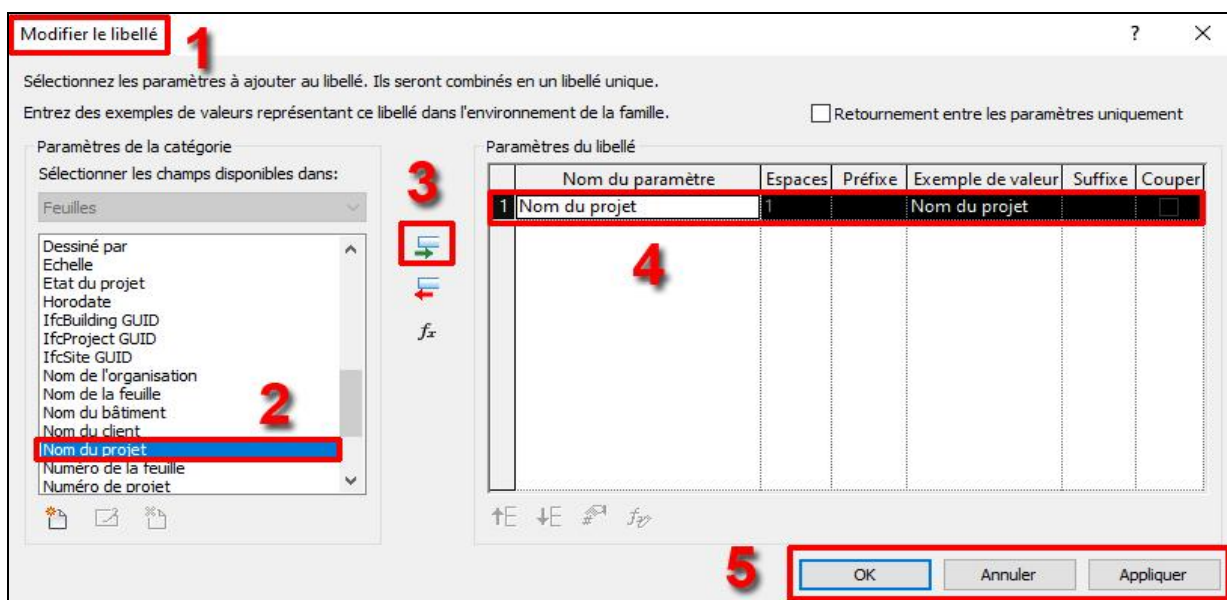 Modifier le libellé
1
?
Sélectionnez les paramètres à ajouter au libellé. Ils seront combinés en un libellé unique.
Entrez des exemples de valeurs représentant ce libellé dans l'environnement de la famille.
Retournement entre les paramètres uniquement
Paramètres de la catégorie
Sélectionner les champs disponibles dans:
Feuilles
Dessiné par
Echelle
Etat du projet
Horodate
IfcBuilding GUID
IfcProject GUID
IfcSite GUID
Nom de l'organisation
Nom de la feuille
Nom du bâtiment
Nom du client
Nom du projet
Numéro de la feuille
Numéro de projet
2
3
fx
Paramètres du libellé
Nom du paramètre Espaces Préfixe Exemple de valeur Suffixe Couper
1 Nom du projet 1 Nom du projet
4
5
OK Annuler Appliquer